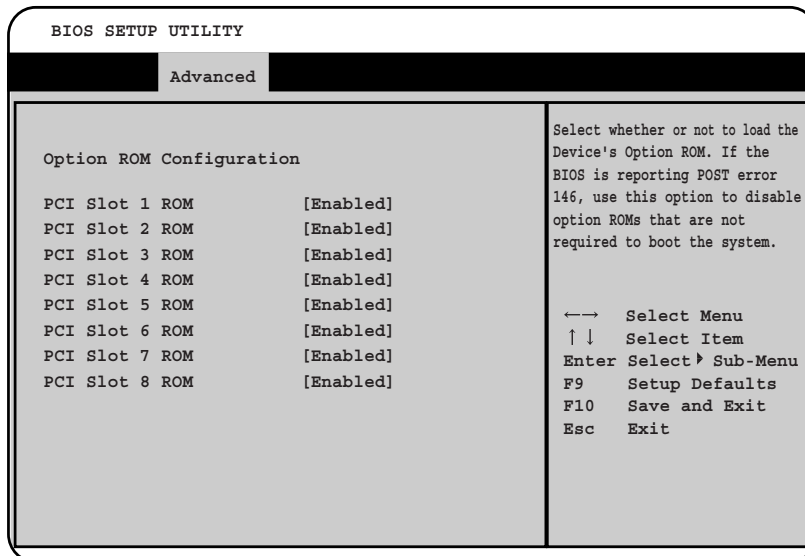 BIOS SETUP UTILITY
Advanced
Option ROM Configuration
PCI Slot 1 ROM [Enabled]
PCI Slot 2 ROM [Enabled]
PCI Slot 3 ROM [Enabled]
PCI Slot 4 ROM [Enabled]
PCI Slot 5 ROM [Enabled]
PCI Slot 6 ROM [Enabled]
PCI Slot 7 ROM [Enabled]
PCI Slot 8 ROM [Enabled]
Select whether or not to load the
Device's Option ROM. If the
BIOS is reporting POST error
146, use this option to disable
option ROMs that are not
required to boot the system.
←→ Select Menu
↑↓ Select Item
Enter Select ▸ Sub-Menu
F9 Setup Defaults
F10 Save and Exit
Esc Exit